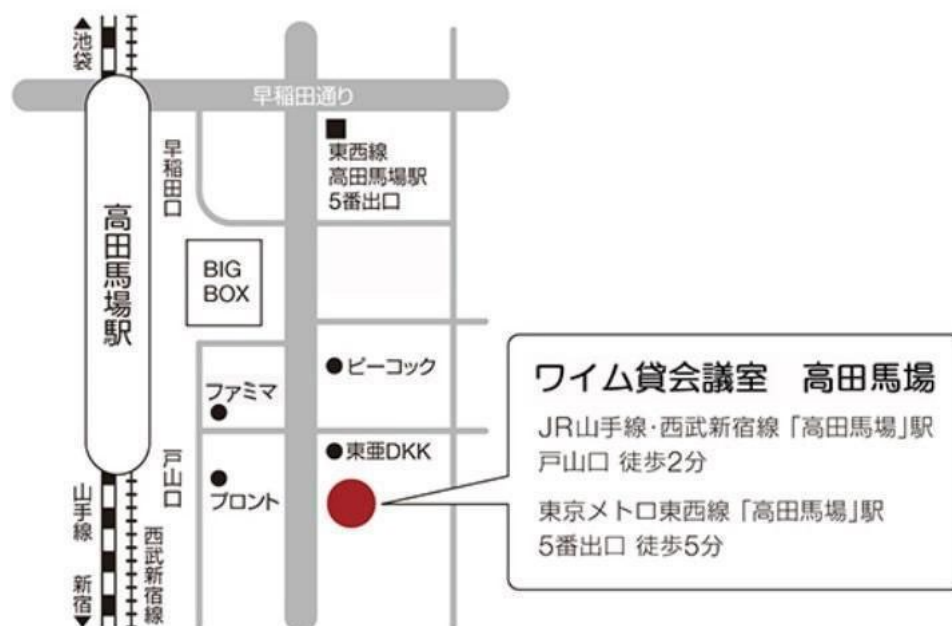 ▲池袋
早稲田通り
早稲田口
東西線
高田馬場駅
5番出口
高田馬場駅
BIG
BOX
ピーコック
ファミマ
東亜DKK
戸山口
プロント
山手線 新宿▼
西武新宿線
ワイム貸会議室 高田馬場
JR山手線・西武新宿線「高田馬場」駅
戸山口 徒歩2分
東京メトロ東西線「高田馬場」駅
5番出口 徒歩5分